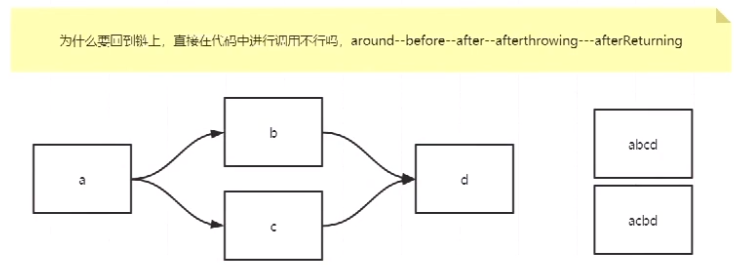 为什么要回到链上，直接在代码中进行调用不行吗，around--before--after--afterthrowing---afterReturning
b
abcd
a
d
c
acbd